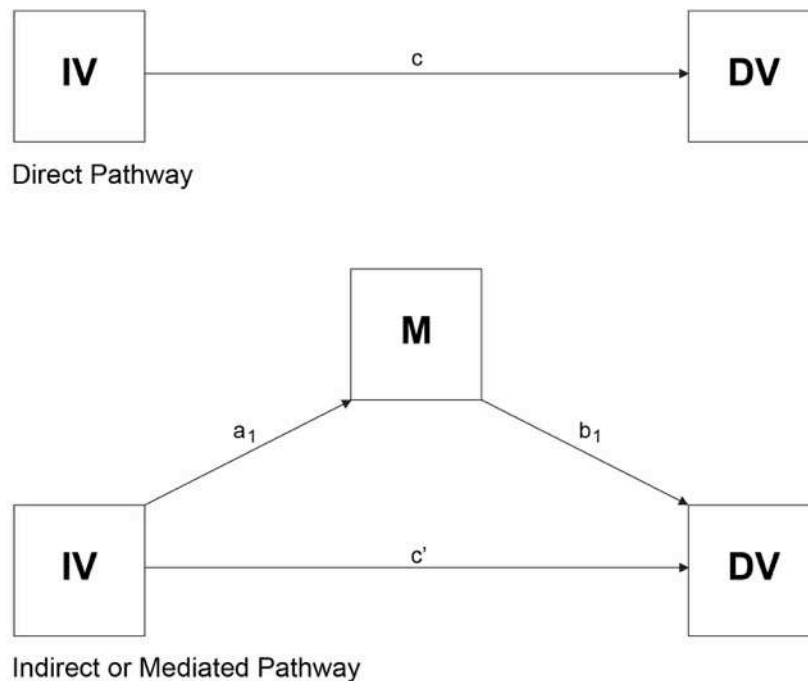 IV
c
DV
Direct Pathway
M
a1
b1
IV
c’
DV
Indirect or Mediated Pathway